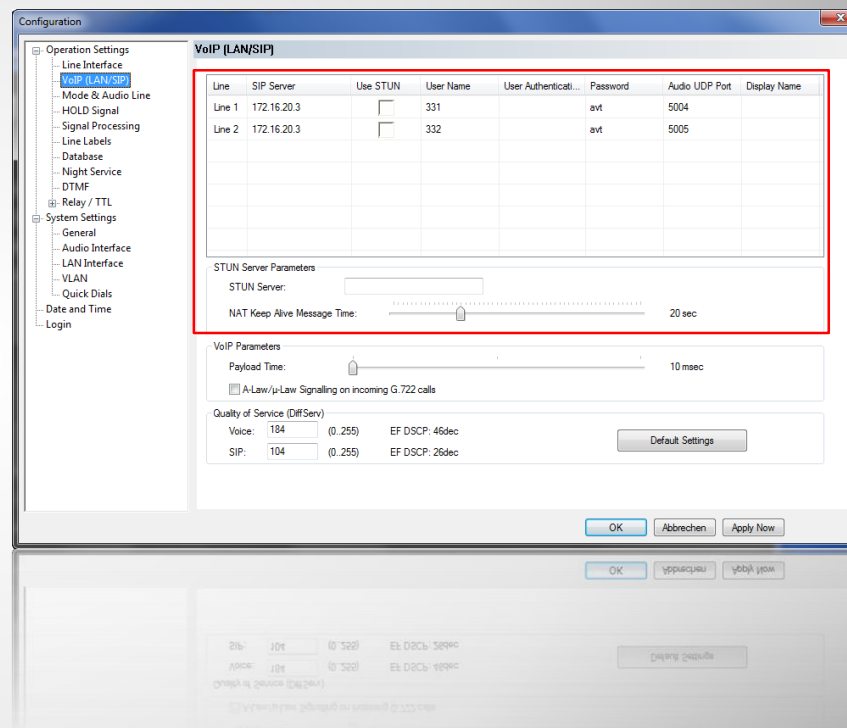 Configuration
Operation Settings
Line Interface
VoIP (LAN/SIP)
Mode & Audio Line
HOLD Signal
Signal Processing
Line Labels
Database
Night Service
DTMF
Relay / TTL
System Settings
General
Audio Interface
LAN Interface
VLAN
Quick Dials
Date and Time
Login
VoIP (LAN/SIP)
Line SIP Server Use STUN User Name User Authenticati... Password Audio UDP Port Display Name
Line 1 172.16.20.3 331 avt 5004
Line 2 172.16.20.3 332 avt 5005
STUN Server Parameters
STUN Server:
NAT Keep Alive Message Time: 20 sec
VoIP Parameters
Payload Time: 10 msec
A-Law/µ-Law Signalling on incoming G.722 calls
Quality of Service (DiffServ)
Voice: 184 (0..255) EF DSCP: 46dec
SIP: 104 (0..255) EF DSCP: 26dec
Default Settings
OK Abbrechen Apply Now